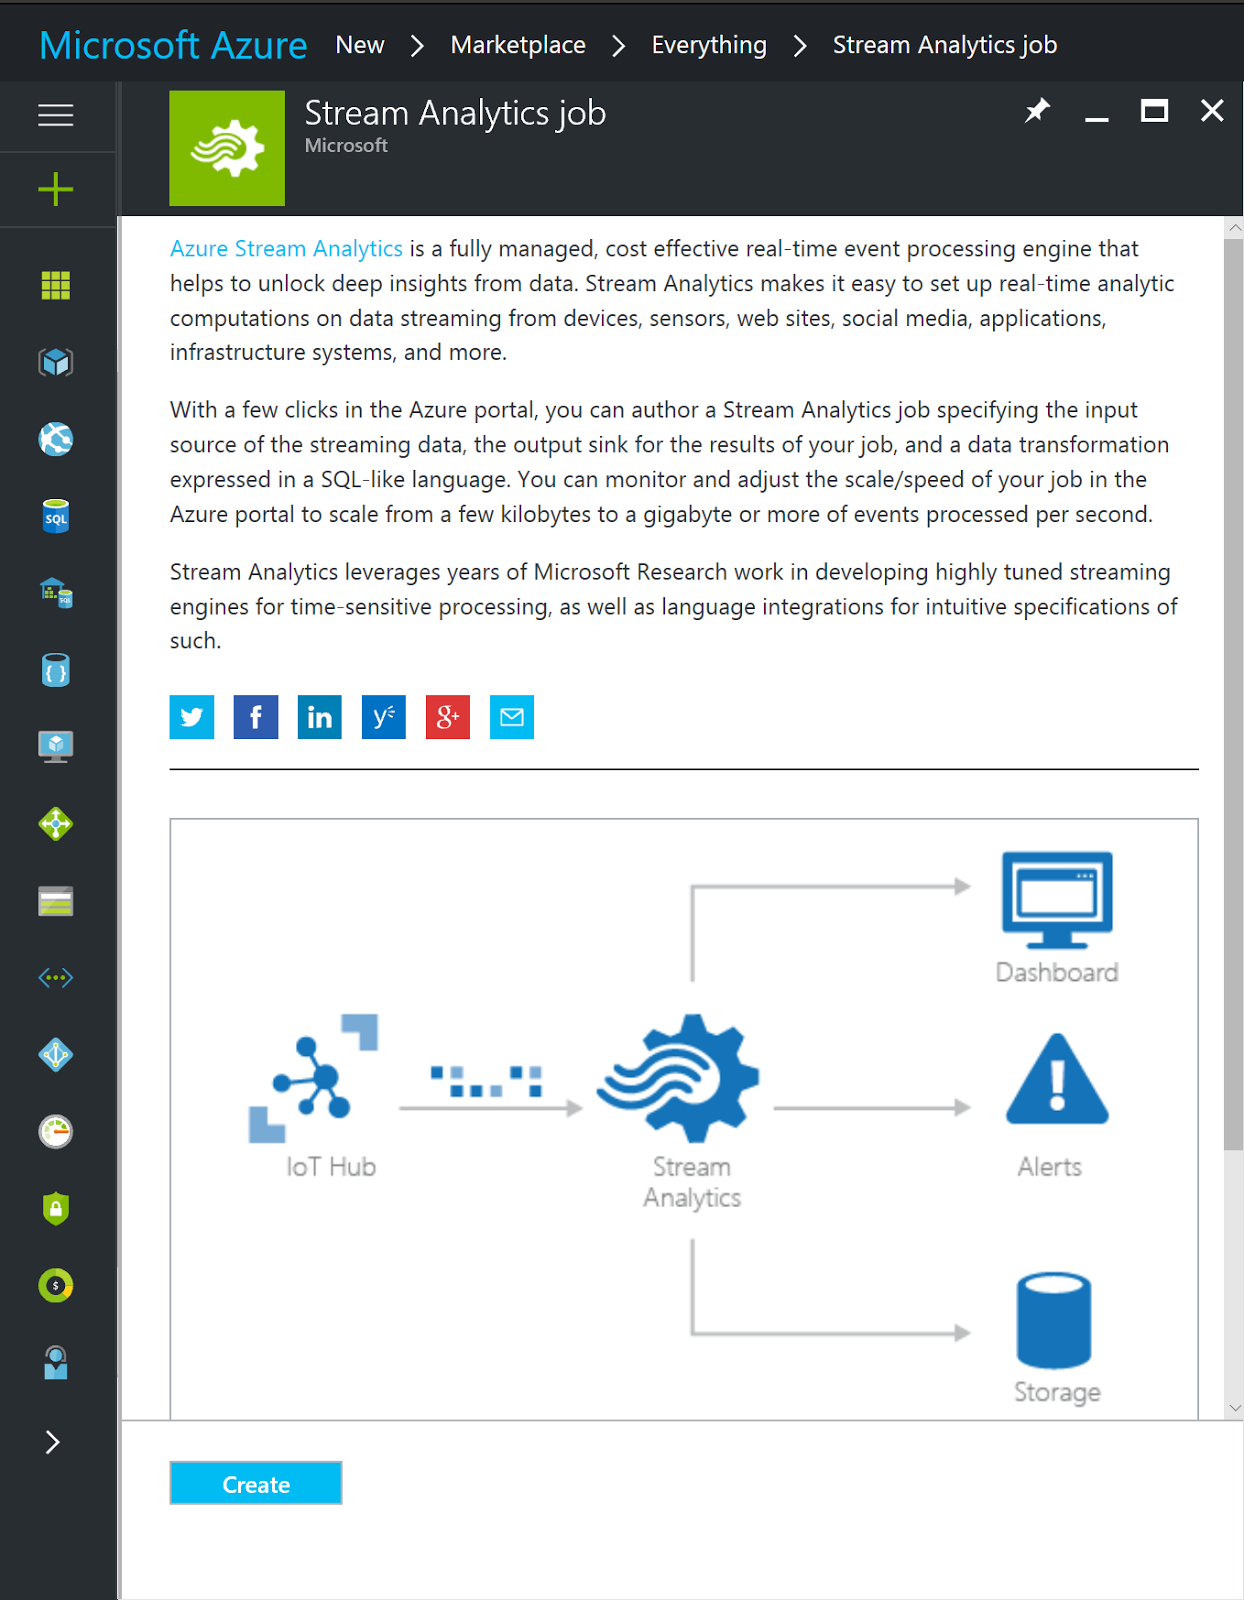 Microsoft Azure New Marketplace Everything Stream Analytics job
Stream Analytics job
Microsoft
Azure Stream Analytics is a fully managed, cost effective real-time event processing engine that
helps to unlock deep insights from data. Stream Analytics makes it easy to set up real-time analytic
computations on data streaming from devices, sensors, web sites, social media, applications,
infrastructure systems, and more.
With a few clicks in the Azure portal, you can author a Stream Analytics job specifying the input
source of the streaming data, the output sink for the results of your job, and a data transformation
expressed in a SQL-like language. You can monitor and adjust the scale/speed of your job in the
Azure portal to scale from a few kilobytes to a gigabyte or more of events processed per second.
Stream Analytics leverages years of Microsoft Research work in developing highly tuned streaming
engines for time-sensitive processing, as well as language integrations for intuitive specifications of
such.
SQL
SQL
f in y g+
Dashboard
IoT Hub
Stream
Analytics
Alerts
Storage
$
Create